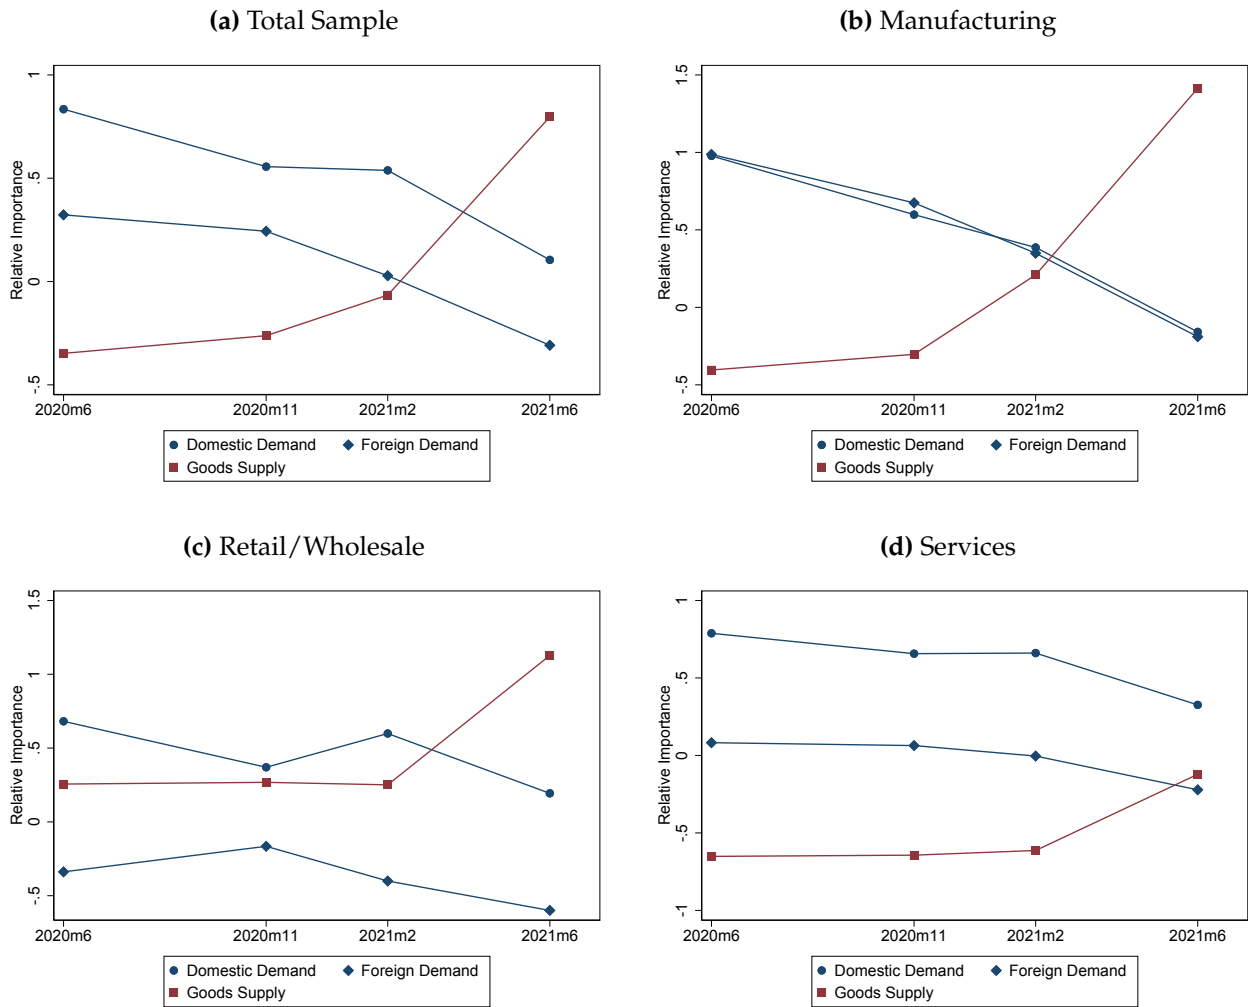 (a) Total Sample
Relative Importance
1
.5
0
-.5
2020m6 2020m11 2021m2 2021m6
Domestic Demand Foreign Demand
Goods Supply
(b) Manufacturing
Relative Importance
1.5
1
.5
0
-.5
2020m6 2020m11 2021m2 2021m6
Domestic Demand Foreign Demand
Goods Supply
(c) Retail/Wholesale
Relative Importance
1.5
1
.5
0
-.5
2020m6 2020m11 2021m2 2021m6
Domestic Demand Foreign Demand
Goods Supply
(d) Services
Relative Importance
1
.5
0
-.5
-1
2020m6 2020m11 2021m2 2021m6
Domestic Demand Foreign Demand
Goods Supply